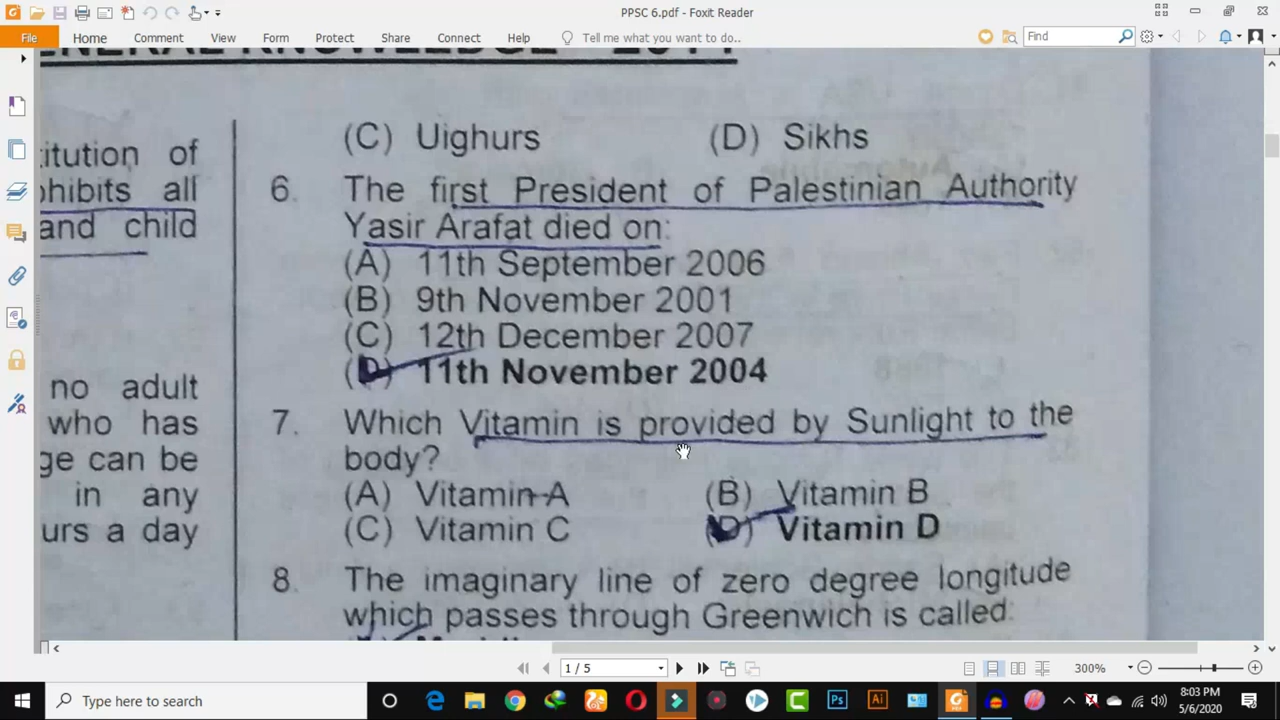 PPSC 6.pdf - Foxit Reader
File Home Comment View Form Protect Share Connect Help Tell me what you want to do.. Find
(C) Uighurs (D) Sikhs
titution of
6. The first President of Palestinian Authority
ohibits all
Yasir Arafat died on:
and child
(A) 11th September 2006
(B) 9th November 2001
(C) 12th December 2007
(D) 11th November 2004
no adult
7. Which Vitamin is provided by Sunlight to the
who has
body?
ge can be
(A) Vitamin A (B) Vitamin B
in any
(C) Vitamin C (D) Vitamin D
urs a day
8. The imaginary line of zero degree longitude
which passes through Greenwich is called:
1 / 5 300%
Type here to search
8:03 PM
5/6/2020